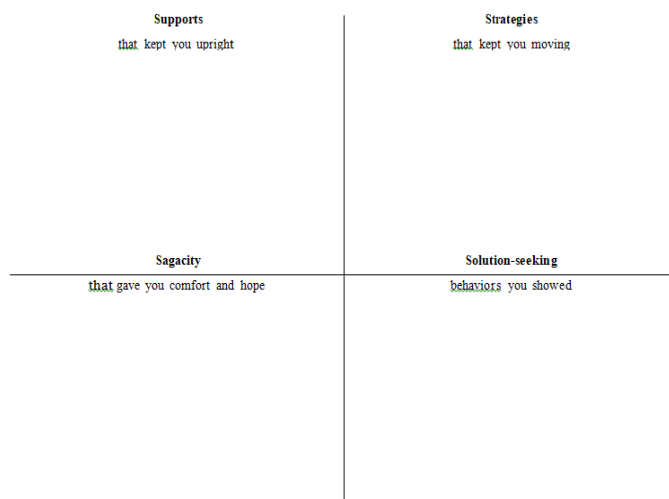 Supports
that kept you upright
Strategies
that kept you moving
Sagacity
that gave you comfort and hope
Solution-seeking
behaviors you showed